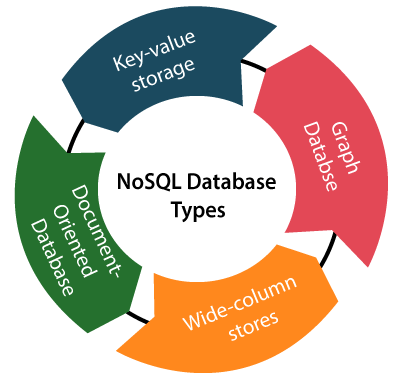 Key-value
storage
Graph
Databse
NoSQL Database
Types
Document-
Oriented
Database
Wide-column
stores